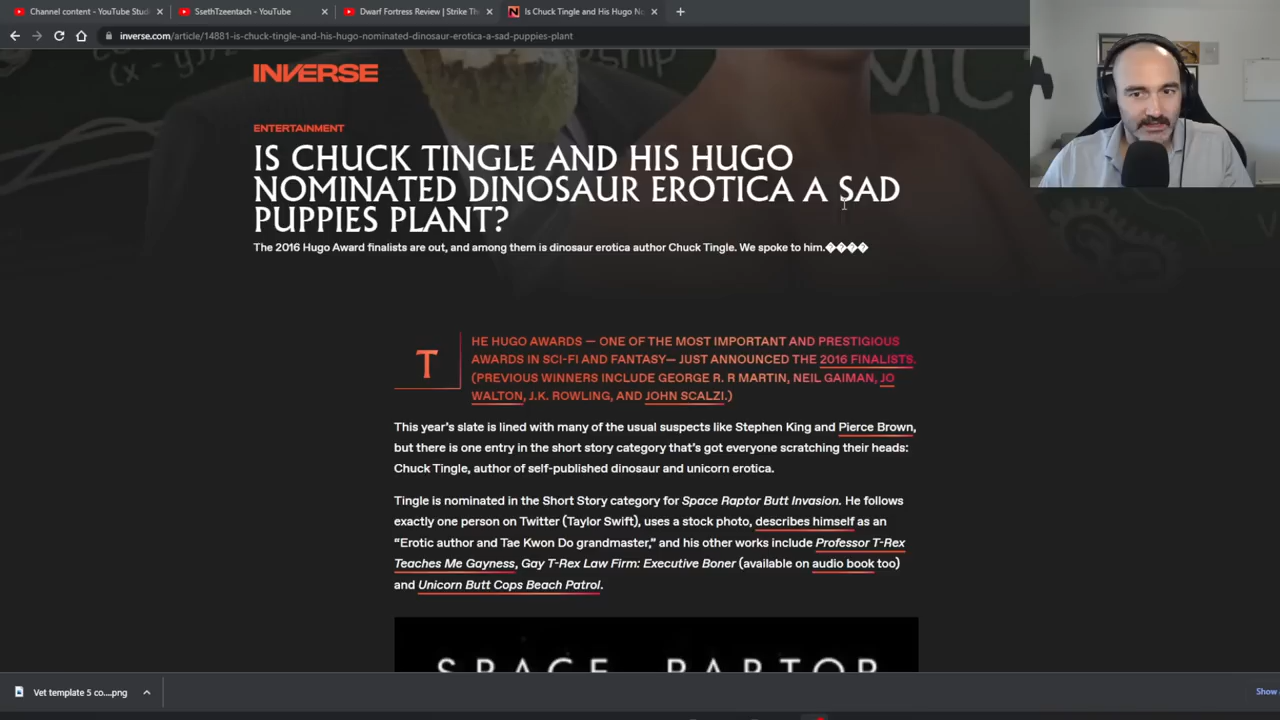 Channel content - YouTube Stud
SsethTzeentach - YouTube
Dwarf Fortress Review | Strike Th
Is Chuck Tingle and His Hugo N
inverse.com/article/14881-is-chuck-tingle-and-his-hugo-nominated-dinosaur-erotica-a-sad-puppies-plant
(x - y)
ship
MC
INVERSE
ENTERTAINMENT
IS CHUCK TINGLE AND HIS HUGO
NOMINATED DINOSAUR EROTICA A SAD
PUPPIES PLANT?
The 2016 Hugo Award finalists are out, and among them is dinosaur erotica author Chuck Tingle. We spoke to him.����
THE HUGO AWARDS — ONE OF THE MOST IMPORTANT AND PRESTIGIOUS
AWARDS IN SCI-FI AND FANTASY— JUST ANNOUNCED THE 2016 FINALISTS.
(PREVIOUS WINNERS INCLUDE GEORGE R. R MARTIN, NEIL GAIMAN, JO
WALTON, J.K. ROWLING, AND JOHN SCALZI.)
This year's slate is lined with many of the usual suspects like Stephen King and Pierce Brown,
but there is one entry in the short story category that's got everyone scratching their heads:
Chuck Tingle, author of self-published dinosaur and unicorn erotica.
Tingle is nominated in the Short Story category for Space Raptor Butt Invasion. He follows
exactly one person on Twitter (Taylor Swift), uses a stock photo, describes himself as an
“Erotic author and Tae Kwon Do grandmaster,” and his other works include Professor T-Rex
Teaches Me Gayness, Gay T-Rex Law Firm: Executive Boner (available on audio book too)
and Unicorn Butt Cops Beach Patrol.
SPACE RAPTOR
Vet template 5 co....png
Show